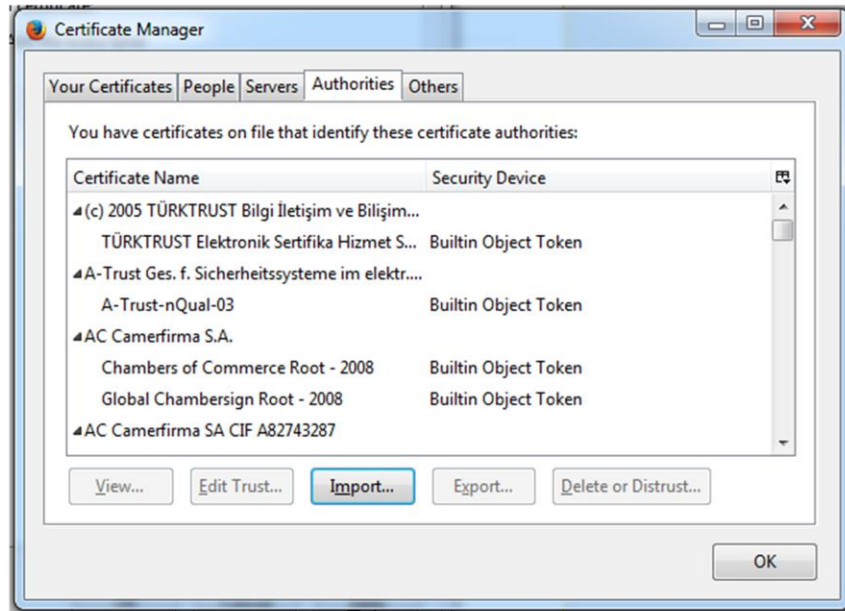 Certificate Manager
Your Certificates People Servers Authorities Others
You have certificates on file that identify these certificate authorities:
Certificate Name Security Device
(c) 2005 TÜRKTRUST Bilgi İletişim ve Bilişim...
TÜRKTRUST Elektronik Sertifika Hizmet S... Builtin Object Token
A-Trust Ges. f. Sicherheitssysteme im elektr....
A-Trust-nQual-03 Builtin Object Token
AC Camerfirma S.A.
Chambers of Commerce Root - 2008 Builtin Object Token
Global Chambersign Root - 2008 Builtin Object Token
AC Camerfirma SA CIF A82743287
View... Edit Trust... Import... Export... Delete or Distrust...
OK